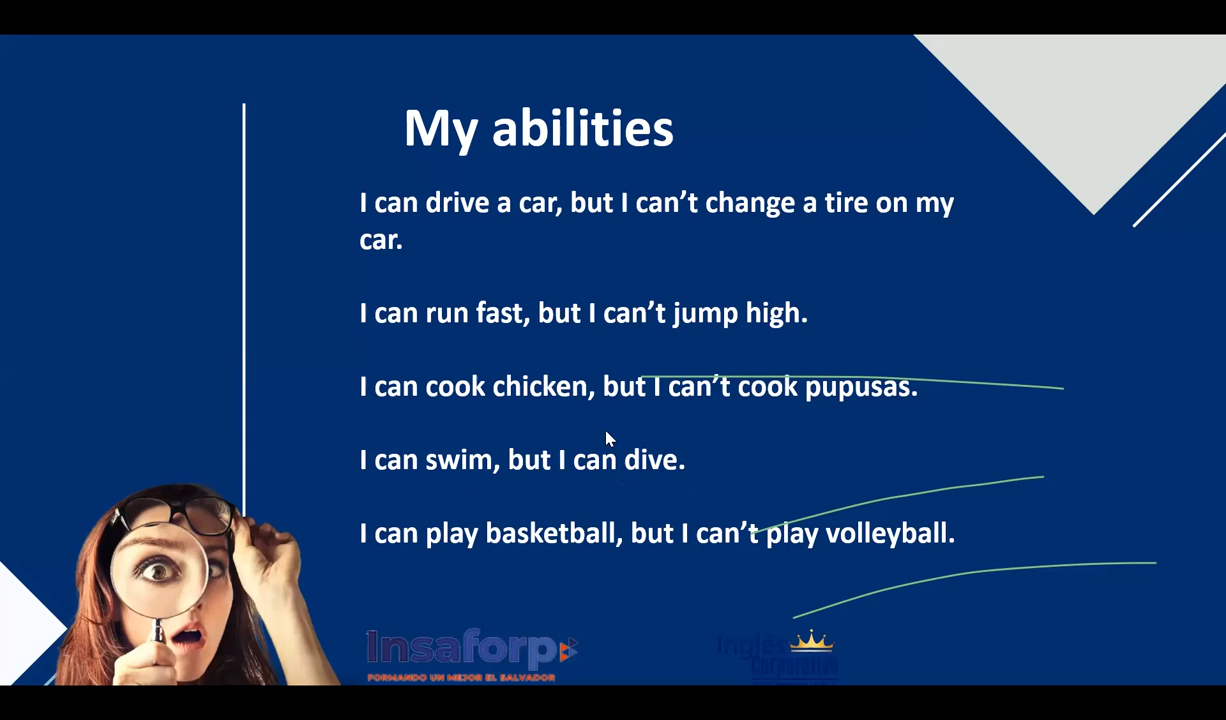 My abilities
I can drive a car, but I can’t change a tire on my
car.
I can run fast, but I can’t jump high.
I can cook chicken, but I can’t cook pupusas.
I can swim, but I can dive.
I can play basketball, but I can’t play volleyball.
Insaforp
FORMANDO UN MEJOR EL SALVADOR
Inglés
Corporativo